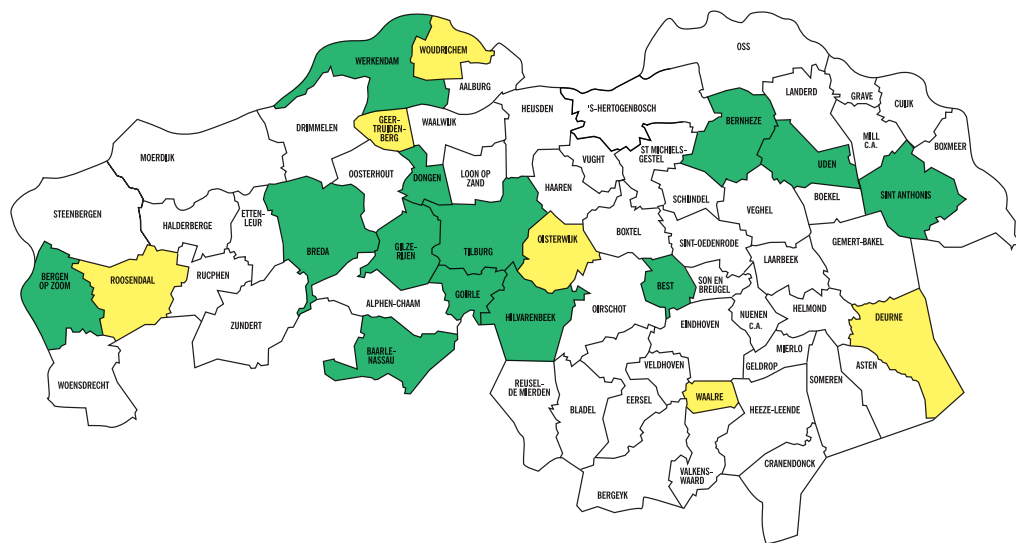 WOUDRICHEM
WERKENDAM
AALBURG
OSS
LANDERD
GRAVE
CUIJK
HEUSDEN
'S-HERTOGENBOSCH
DRIMMELEN
GEER-
TRUIDEN-
BERG
WAALWIJK
BERNHEZE
MILL
C.A.
BOXMEER
MOERDIJK
OOSTERHOUT
DONGEN
LOON OP
ZAND
VUGHT
ST MICHIELS-
GESTEL
UDEN
HAAREN
SINT ANTHONIS
STEENBERGEN
HALDERBERGE
ETTEN-
LEUR
SCHIJNDEL
VEGHEL
BOEKEL
BREDA
GILZE-
RIJEN
TILBURG
OISTERWIJK
BOXTEL
SINT-OEDENRODE
GEMERT-BAKEL
LAARBEEK
BERGEN
OP ZOOM
ROOSENDAAL
RUCPHEN
GOIRLE
BEST
SON EN
BREUGEL
ALPHEN-CHAAM
HILVARENBEEK
OIRSCHOT
NUENEN
C.A.
HELMOND
DEURNE
ZUNDERT
EINDHOVEN
BAARLE-
NASSAU
MIERLO
WOENSDRECHT
VELDHOVEN
GELDROP
ASTEN
SOMEREN
REUSEL-
DE MIERDEN
BLADEL
EERSEL
WAALRE
HEEZE-LEENDE
CRANENDONCK
VALKENS-
WAARD
BERGEYK